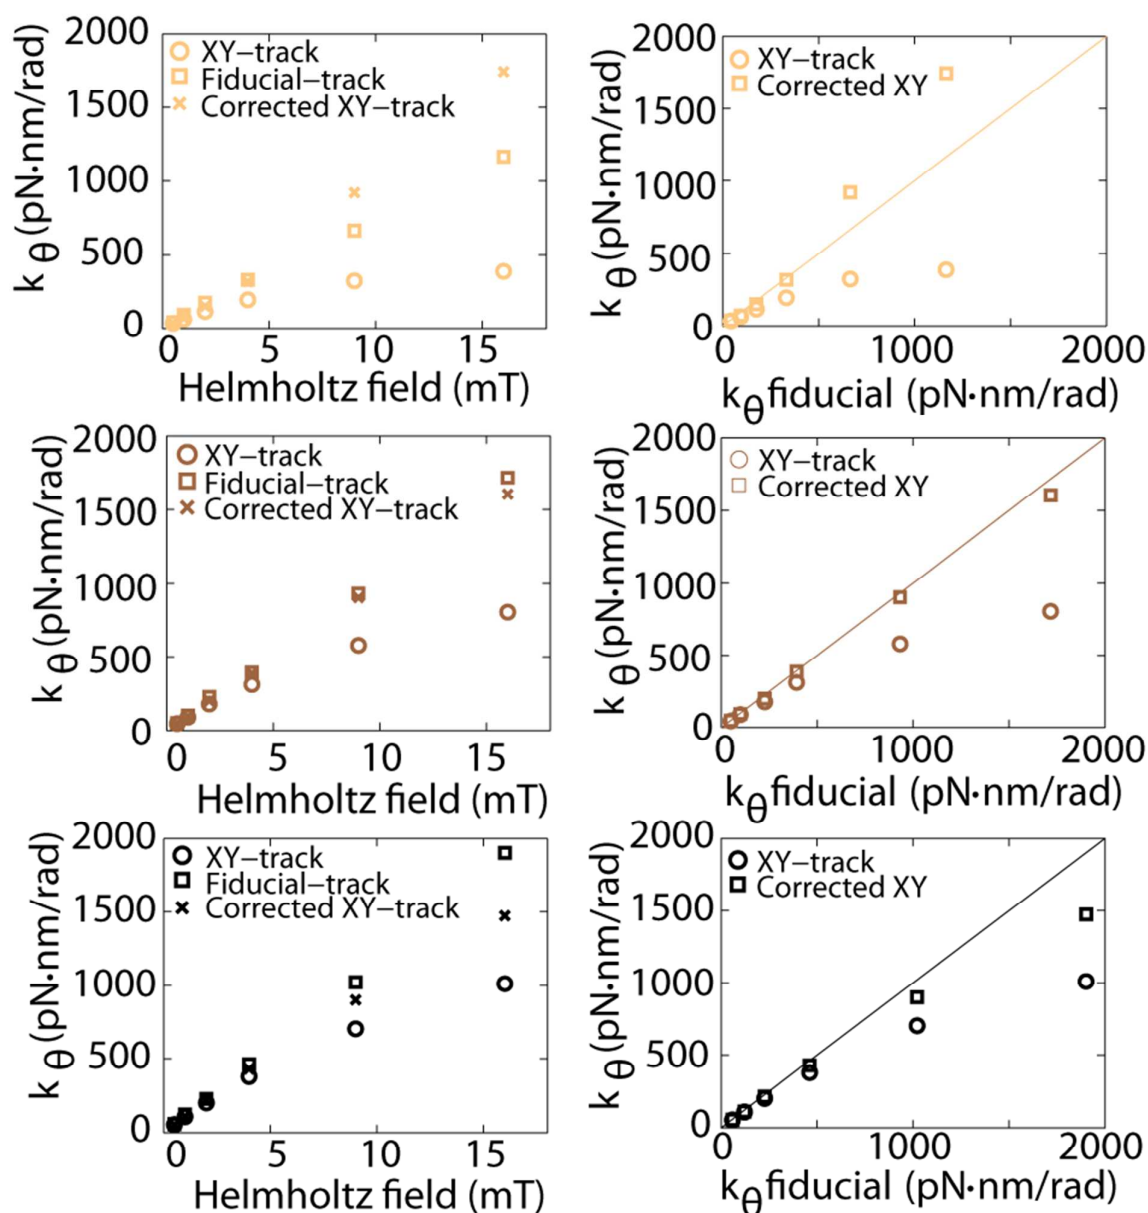 2000
1500
1000
500
0
k θ (pN·nm/rad)
XY–track
Fiducial–track
Corrected XY–track
0 5 10 15
Helmholtz field (mT)
2000
1500
1000
500
0
k θ (pN·nm/rad)
XY–track
Corrected XY
0 1000 2000
kθ fiducial (pN·nm/rad)
2000
1500
1000
500
0
k θ (pN·nm/rad)
XY–track
Fiducial–track
Corrected XY–track
0 5 10 15
Helmholtz field (mT)
2000
1500
1000
500
0
k θ (pN·nm/rad)
XY–track
Corrected XY
0 1000 2000
kθ fiducial (pN·nm/rad)
2000
1500
1000
500
0
k θ (pN·nm/rad)
XY–track
Fiducial–track
Corrected XY–track
0 5 10 15
Helmholtz field (mT)
2000
1500
1000
500
0
k θ (pN·nm/rad)
XY–track
Corrected XY
0 1000 2000
kθ fiducial (pN·nm/rad)